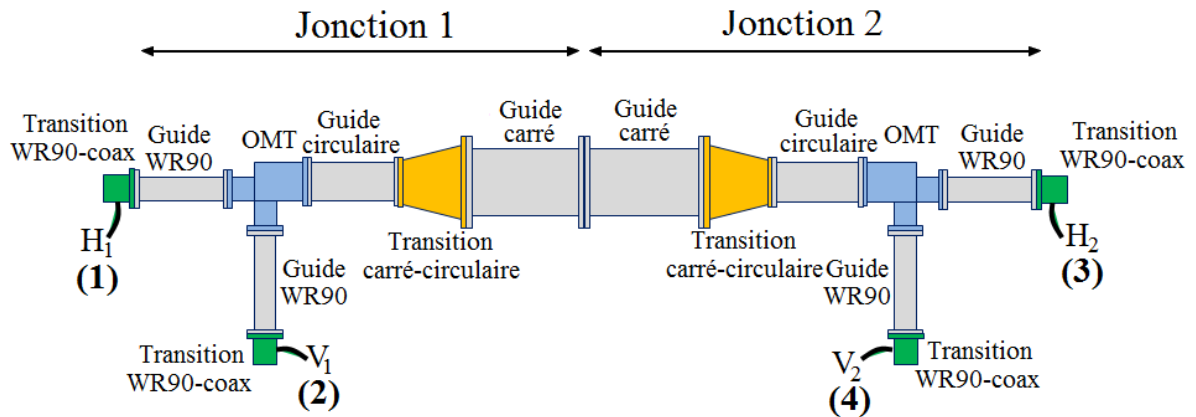 Jonction 1
Jonction 2
Transition
WR90-coax
Guide
WR90
OMT
Guide
circulaire
Guide
carré
Guide
carré
Guide
circulaire
OMT
Guide
WR90
Transition
WR90-coax
H1
(1)
Guide
WR90
Transition
carré-circulaire
Transition
carré-circulaire
Guide
WR90
H2
(3)
Transition
WR90-coax
V1
(2)
V2
(4)
Transition
WR90-coax